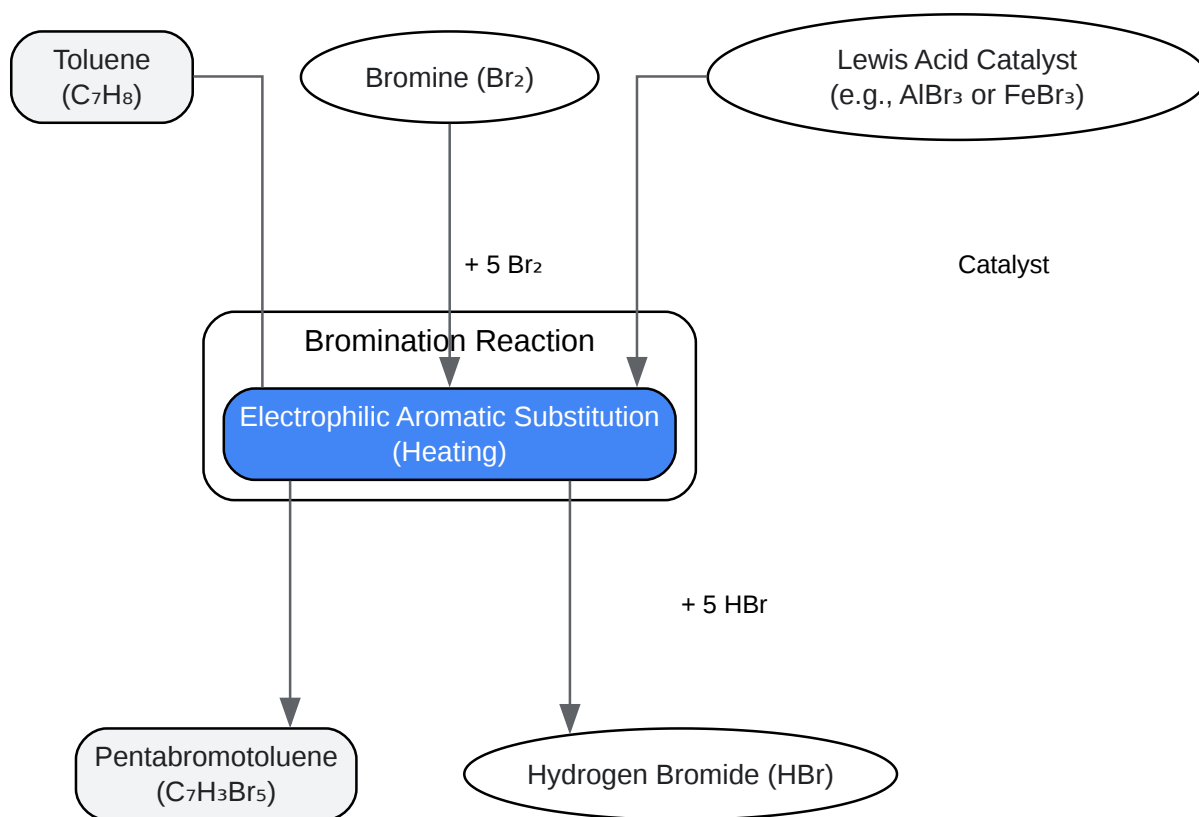 Toluene
(C₇H₈)
Bromine (Br₂)
Lewis Acid Catalyst
(e.g., AlBr₃ or FeBr₃)
+ 5 Br₂
Catalyst
Bromination Reaction
Electrophilic Aromatic Substitution
(Heating)
+ 5 HBr
Pentabromotoluene
(C₇H₃Br₅)
Hydrogen Bromide (HBr)